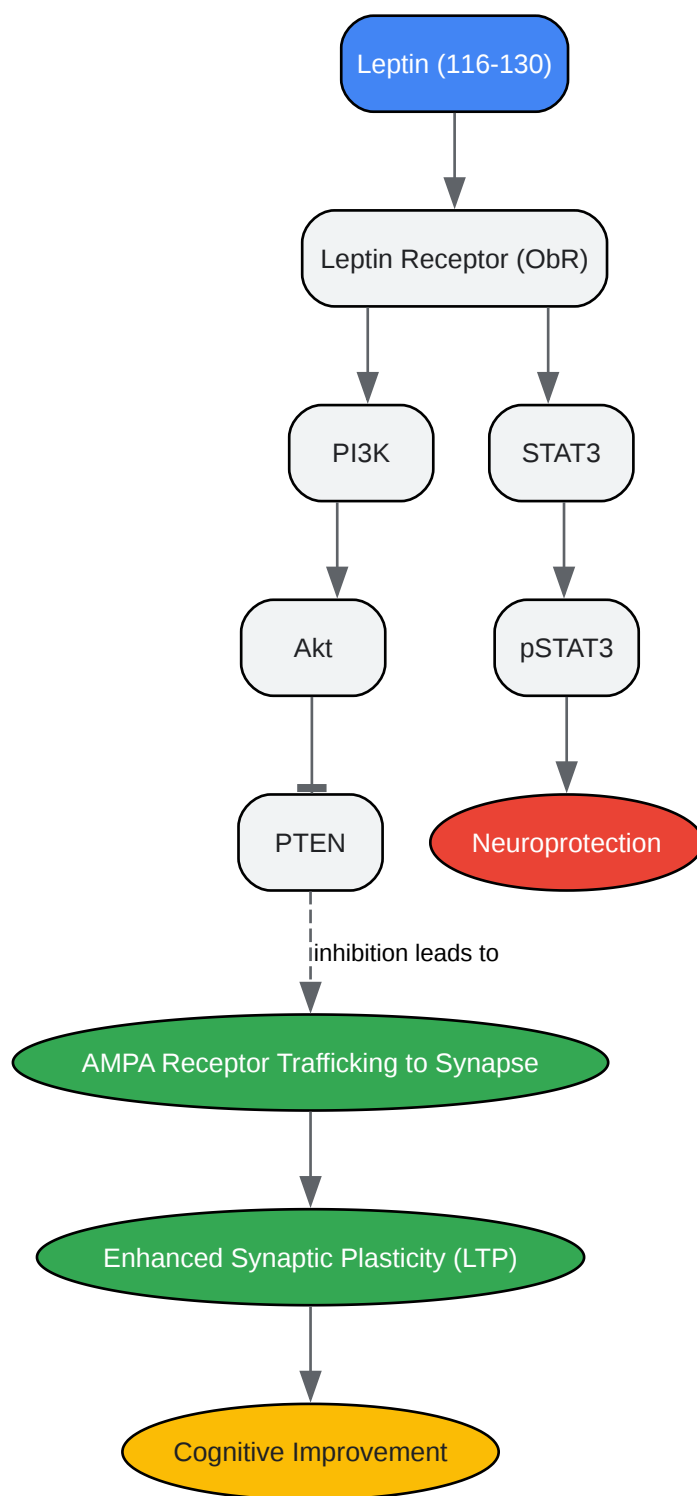 Leptin (116-130)
Leptin Receptor (ObR)
PI3K
STAT3
Akt
pSTAT3
PTEN
Neuroprotection
inhibition leads to
AMPA Receptor Trafficking to Synapse
Enhanced Synaptic Plasticity (LTP)
Cognitive Improvement